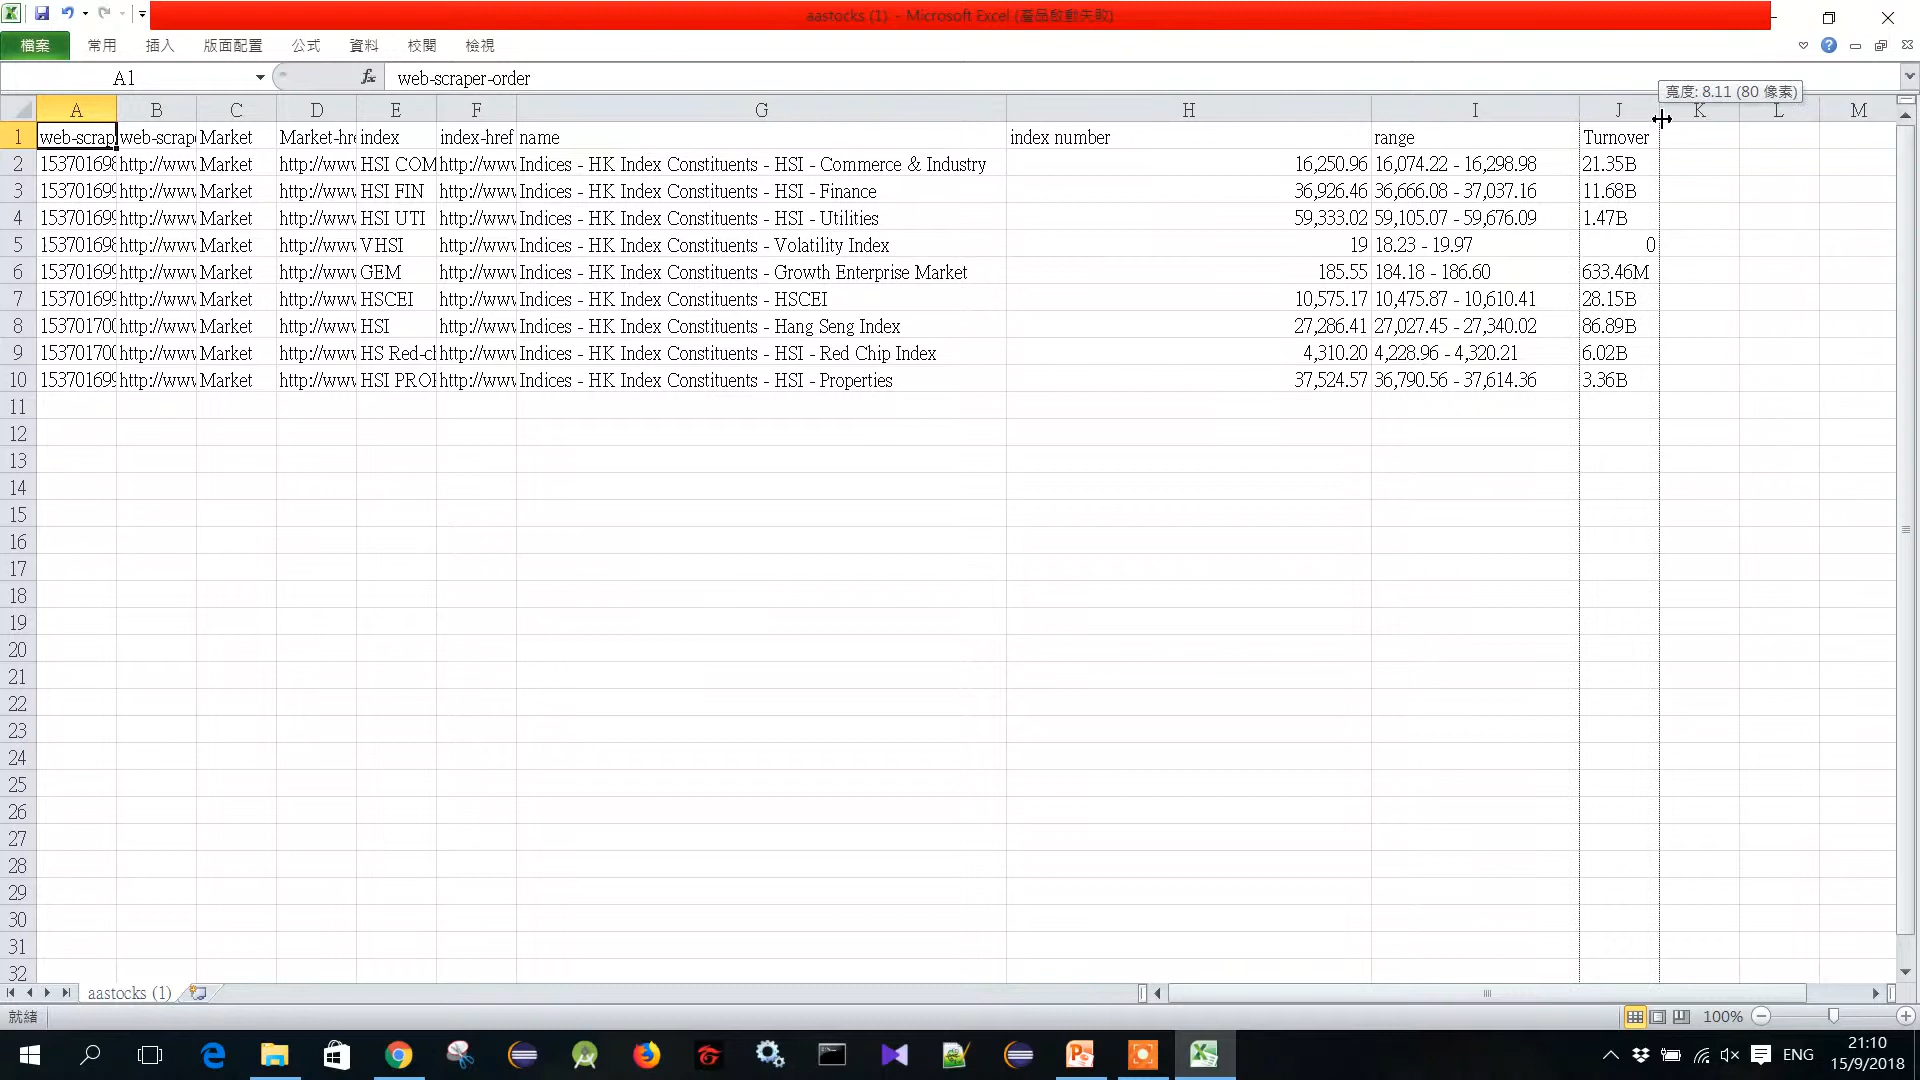 aastocks (1) - Microsoft Excel (產品啟動失敗)
檔案 常用 插入 版面配置 公式 資料 校閱 檢視
A1 fx web-scraper-order
寬度: 8.11 (80 像素)
A B C D E F G H I J K L M
1 web-scrap web-scrape Market Market-hre index index-href name index number range Turnover
2 153701698 http://www Market http://www HSI COM http://www Indices - HK Index Constituents - HSI - Commerce & Industry 16,250.96 16,074.22 - 16,298.98 21.35B
3 153701699 http://www Market http://www HSI FIN http://www Indices - HK Index Constituents - HSI - Finance 36,926.46 36,666.08 - 37,037.16 11.68B
4 153701699 http://www Market http://www HSI UTI http://www Indices - HK Index Constituents - HSI - Utilities 59,333.02 59,105.07 - 59,676.09 1.47B
5 153701698 http://www Market http://www VHSI http://www Indices - HK Index Constituents - Volatility Index 19 18.23 - 19.97 0
6 153701699 http://www Market http://www GEM http://www Indices - HK Index Constituents - Growth Enterprise Market 185.55 184.18 - 186.60 633.46M
7 153701699 http://www Market http://www HSCEI http://www Indices - HK Index Constituents - HSCEI 10,575.17 10,475.87 - 10,610.41 28.15B
8 153701700 http://www Market http://www HSI http://www Indices - HK Index Constituents - Hang Seng Index 27,286.41 27,027.45 - 27,340.02 86.89B
9 153701700 http://www Market http://www HS Red-cl http://www Indices - HK Index Constituents - HSI - Red Chip Index 4,310.20 4,228.96 - 4,320.21 6.02B
10 153701699 http://www Market http://www HSI PROP http://www Indices - HK Index Constituents - HSI - Properties 37,524.57 36,790.56 - 37,614.36 3.36B
11
12
13
14
15
16
17
18
19
20
21
22
23
24
25
26
27
28
29
30
31
32
aastocks (1)
就緒 100%
ENG 21:10
15/9/2018